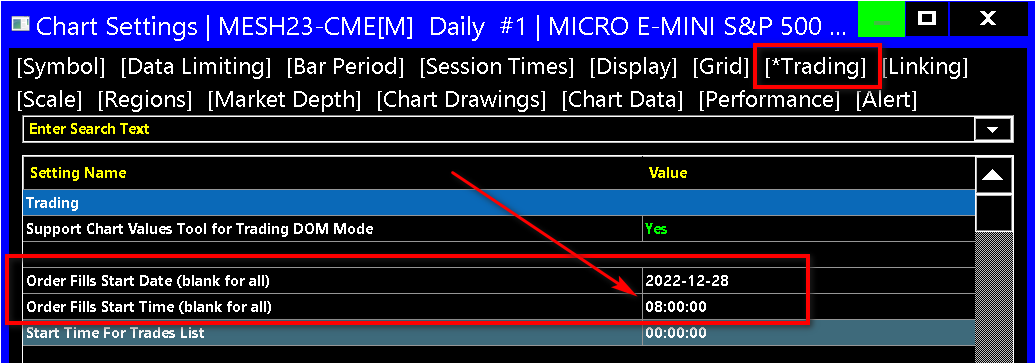 Chart Settings | MESH23-CME[M]  Daily  #1 | MICRO E-MINI S&P 500 ...
[Symbol]  [Data Limiting]  [Bar Period]  [Session Times]  [Display]  [Grid]  [*Trading]  [Linking]
[Scale]  [Regions]  [Market Depth]  [Chart Drawings]  [Chart Data]  [Performance]  [Alert]
Enter Search Text
Setting Name Value
Trading
Support Chart Values Tool for Trading DOM Mode Yes
Order Fills Start Date (blank for all) 2022-12-28
Order Fills Start Time (blank for all) 08:00:00
Start Time For Trades List 00:00:00